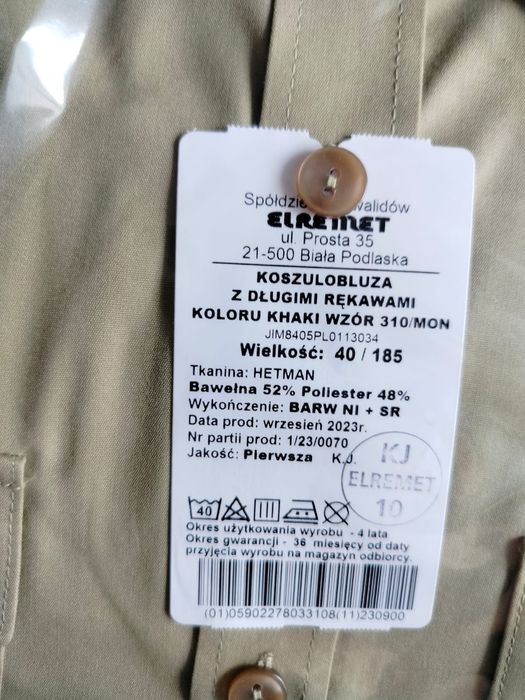 Spółdzie walidów
ELREMET
ul. Prosta 35
21-500 Biała Podlaska
KOSZULOBLUZA
Z DŁUGIMI RĘKAWAMI
KOLORU KHAKI WZÓR 310/MON
JIM8405PL0113034
Wielkość: 40 / 185
Tkanina: HETMAN
Bawełna 52% Poliester 48%
Wykończenie: BARW NI + SR
Data prod: wrzesień 2023r.
Nr partii prod: 1/23/0070
Jakość: Pierwsza K.J.
KJ
ELREMET
10
40
Okres użytkowania wyrobu - 4 lata
Okres gwarancji - 36 miesięcy od daty
przyjęcia wyrobu na magazyn odbiorcy.
(01)05902278033108(11)230900